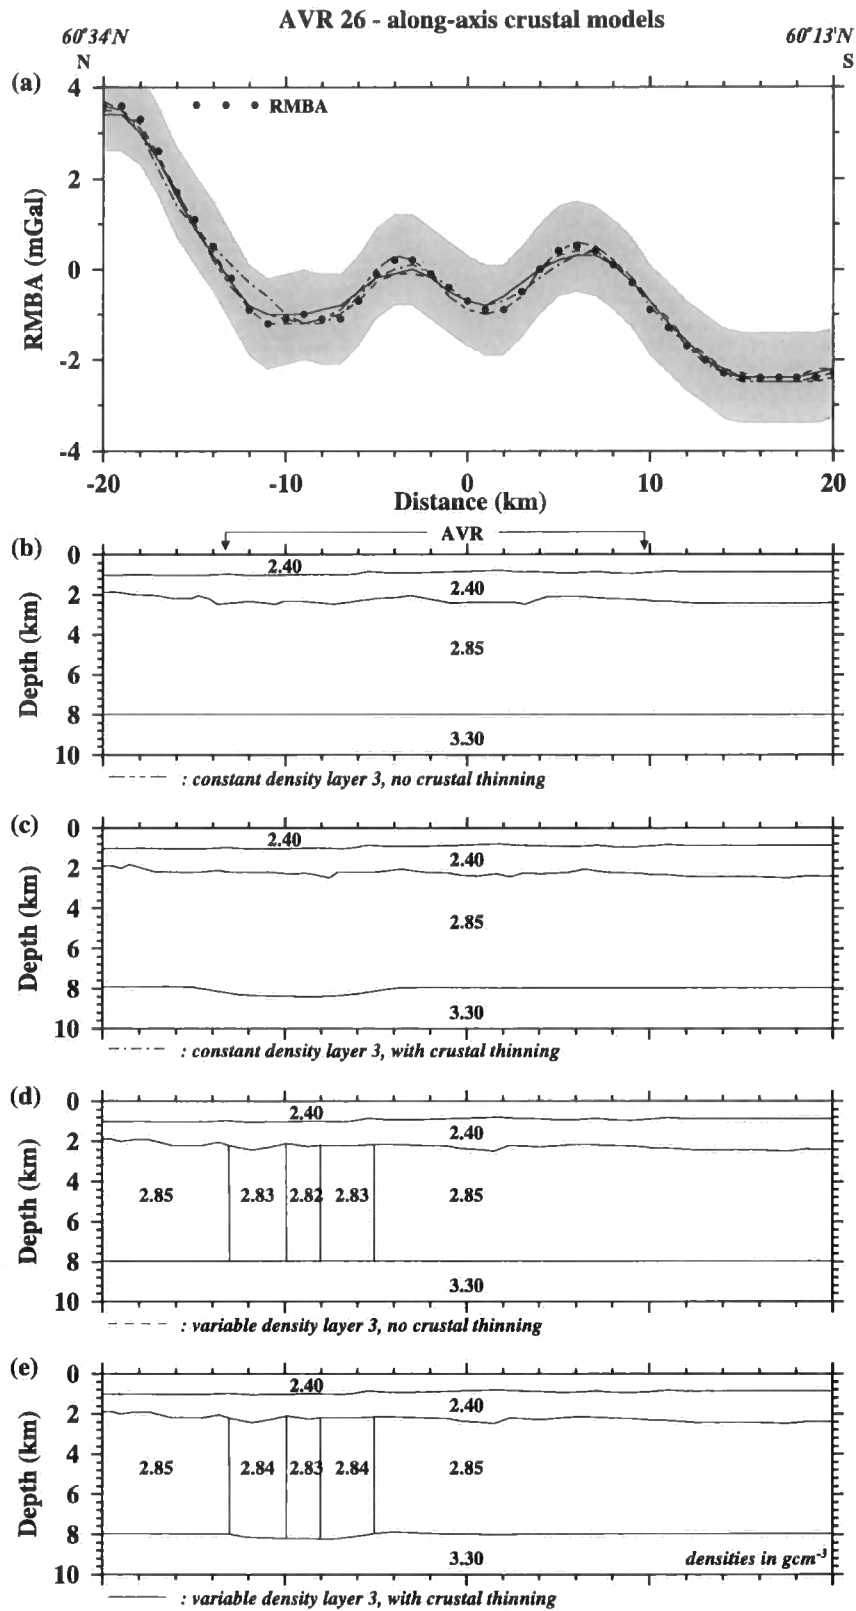 AVR 26 - along-axis crustal models
60°34'N
60°13'N
N
S
(a)
RMBA
4
2
0
-2
-4
RMBA (mGal)
-20
-10
0
10
20
Distance (km)
AVR
(b)
0
2
4
6
8
10
Depth (km)
2.40
2.40
2.85
3.30
: constant density layer 3, no crustal thinning
(c)
0
2
4
6
8
10
Depth (km)
2.40
2.40
2.85
3.30
: constant density layer 3, with crustal thinning
(d)
0
2
4
6
8
10
Depth (km)
2.40
2.40
2.85 2.83 2.82 2.83 2.85
3.30
: variable density layer 3, no crustal thinning
(e)
0
2
4
6
8
10
Depth (km)
2.40
2.40
2.85 2.84 2.83 2.84 2.85
3.30
densities in gcm-3
: variable density layer 3, with crustal thinning